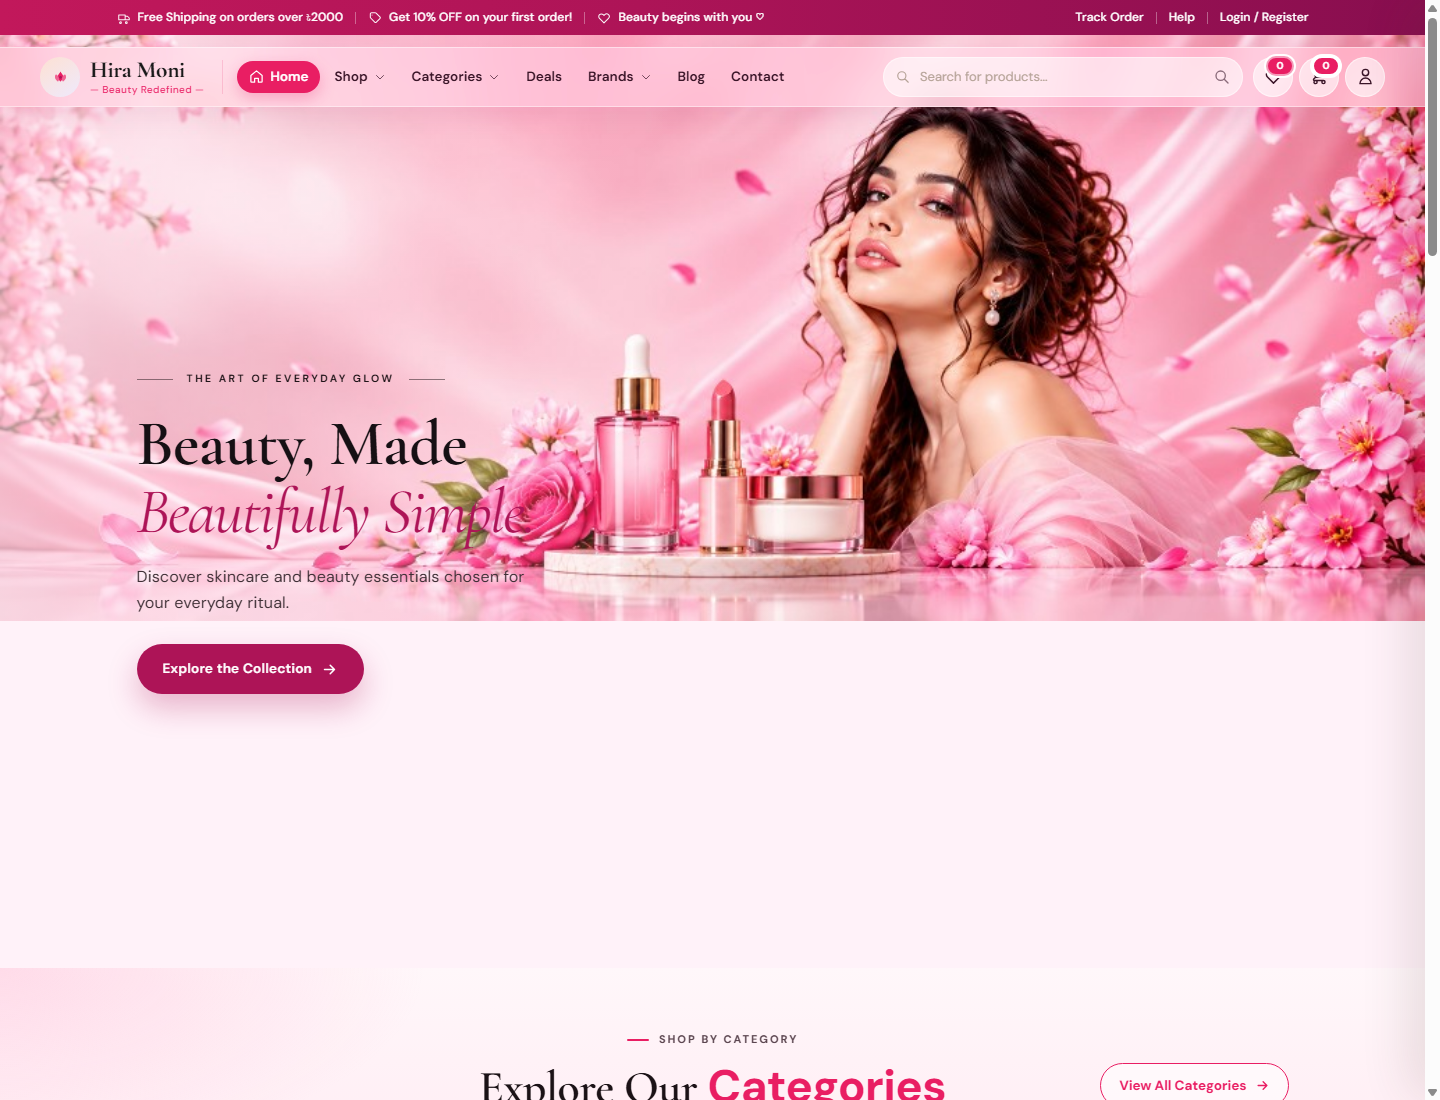 Free Shipping on orders over ৳2000
Get 10% OFF on your first order!
Beauty begins with you ♡
Track Order
Help
Login / Register
Hira Moni
— Beauty Redefined —
Home
Shop
Categories
Deals
Brands
Blog
Contact
Search for products...
0
0
THE ART OF EVERYDAY GLOW
Beauty, Made
Beautifully Simple
Discover skincare and beauty essentials chosen for
your everyday ritual.
Explore the Collection →
SHOP BY CATEGORY
Explore Our Categories
View All Categories →